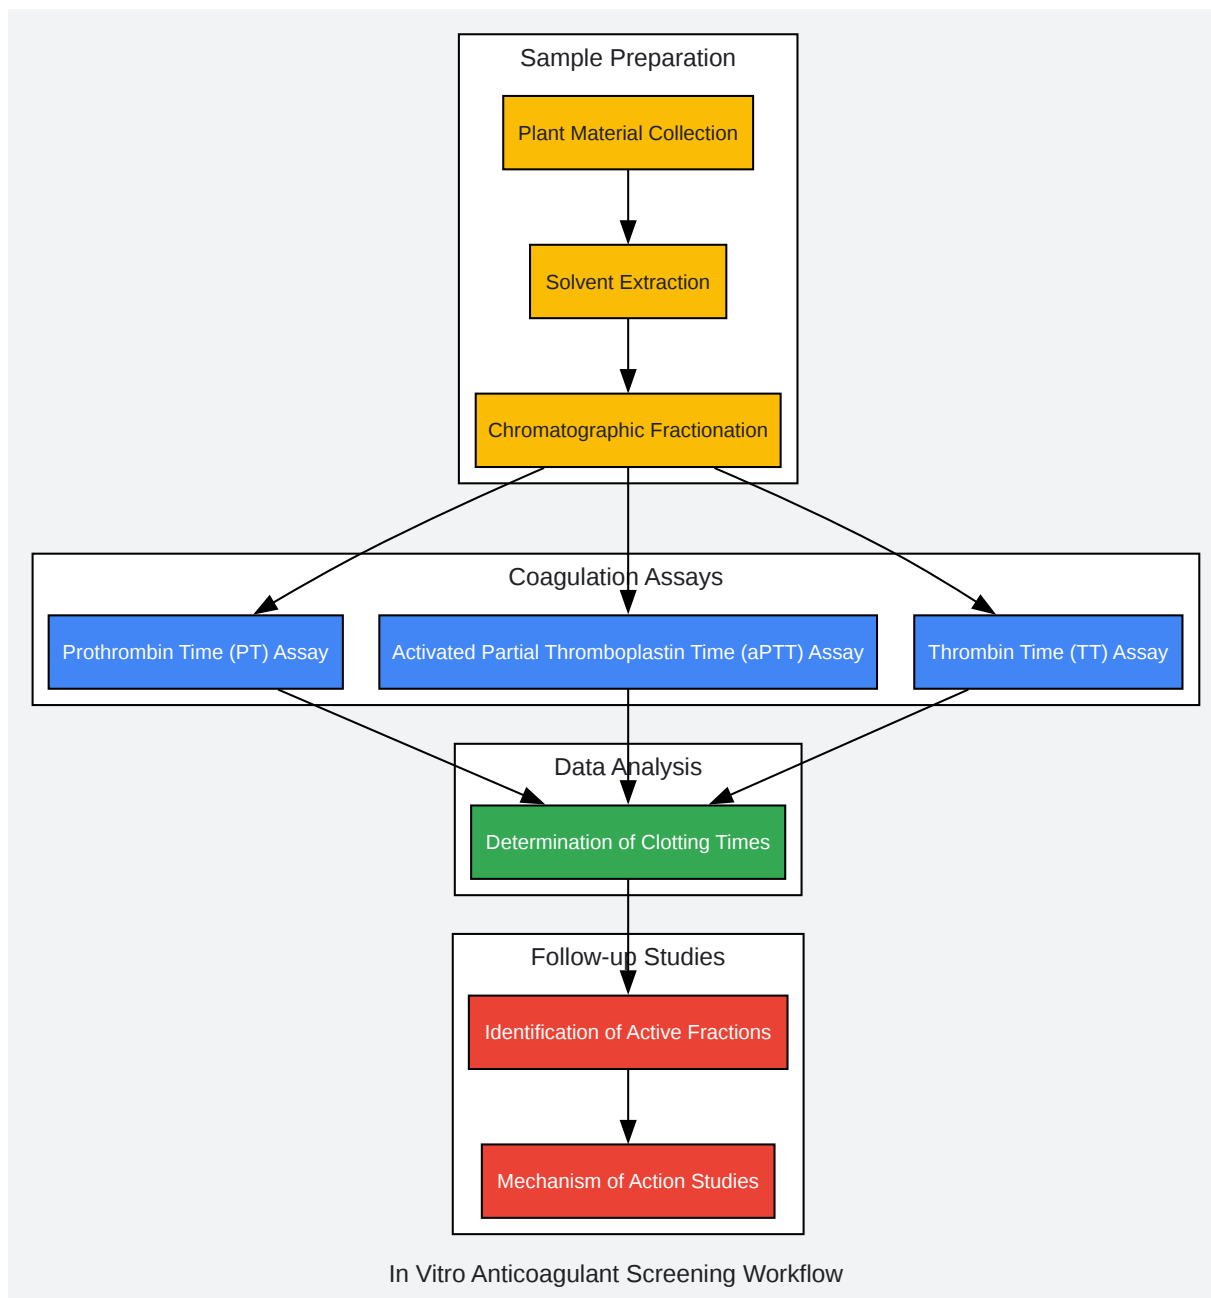 Sample Preparation
Plant Material Collection
Solvent Extraction
Chromatographic Fractionation
Coagulation Assays
Prothrombin Time (PT) Assay
Activated Partial Thromboplastin Time (aPTT) Assay
Thrombin Time (TT) Assay
Data Analysis
Determination of Clotting Times
Follow-up Studies
Identification of Active Fractions
Mechanism of Action Studies
In Vitro Anticoagulant Screening Workflow